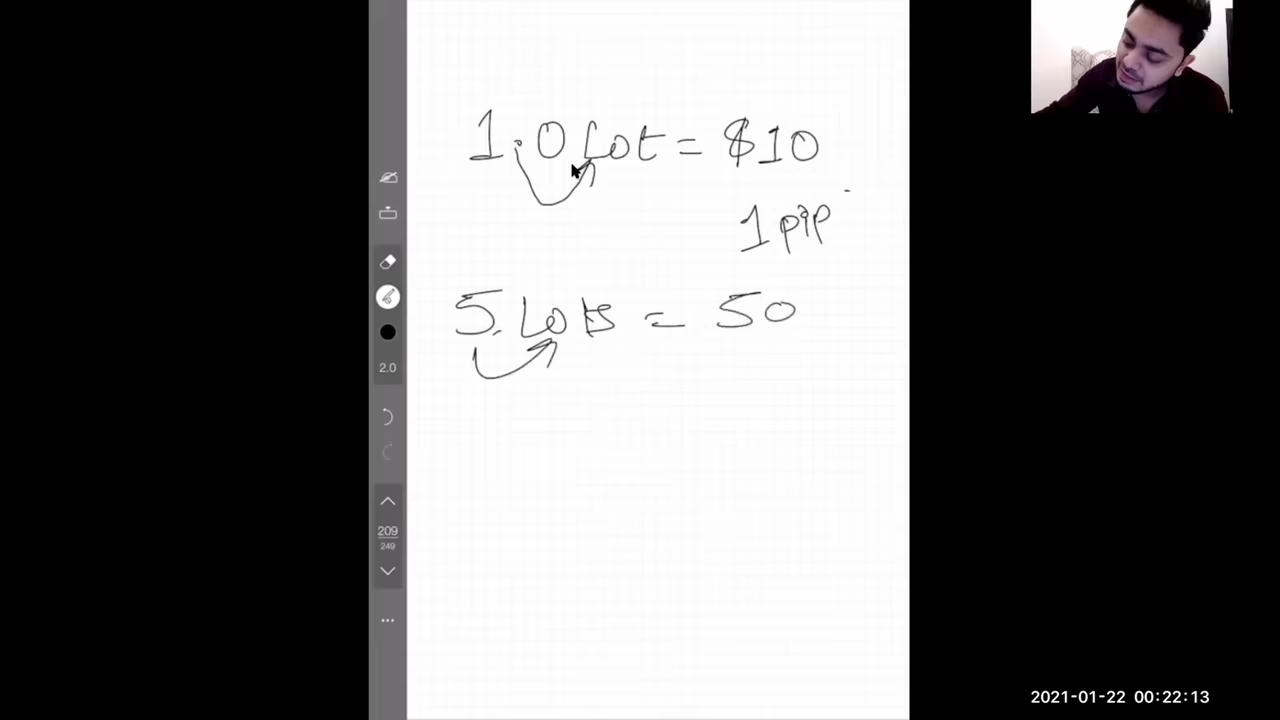 1.0 Lot = $10
1 pip
5. Lots = 50
2.0
209
249
2021-01-22 00:22:13